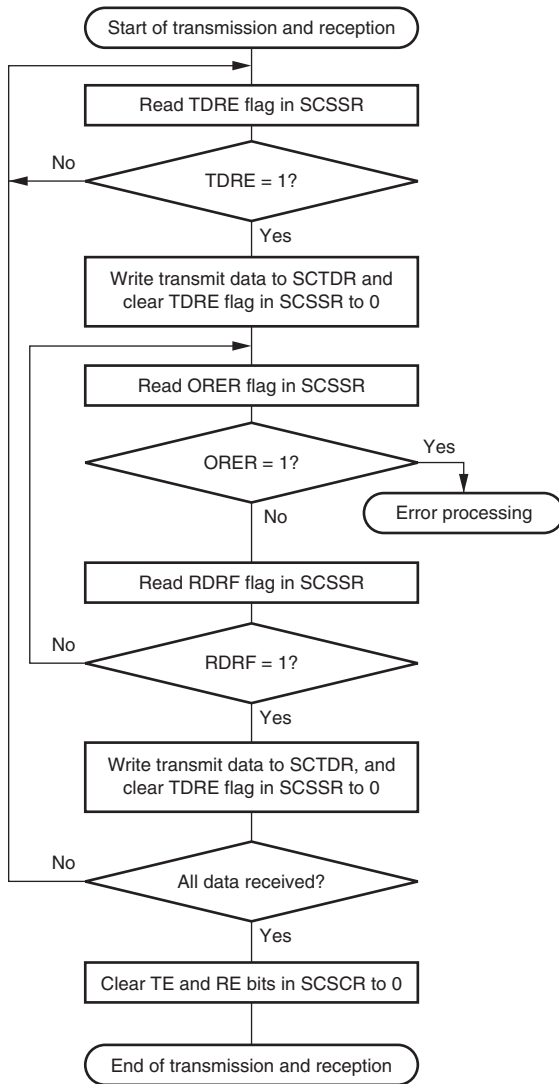 Start of transmission and reception
Read TDRE flag in SCSSR
No
TDRE = 1?
Yes
Write transmit data to SCTDR and
clear TDRE flag in SCSSR to 0
Read ORER flag in SCSSR
Yes
ORER = 1?
No
Error processing
Read RDRF flag in SCSSR
No
RDRF = 1?
Yes
Write transmit data to SCTDR, and
clear TDRE flag in SCSSR to 0
No
All data received?
Yes
Clear TE and RE bits in SCSCR to 0
End of transmission and reception